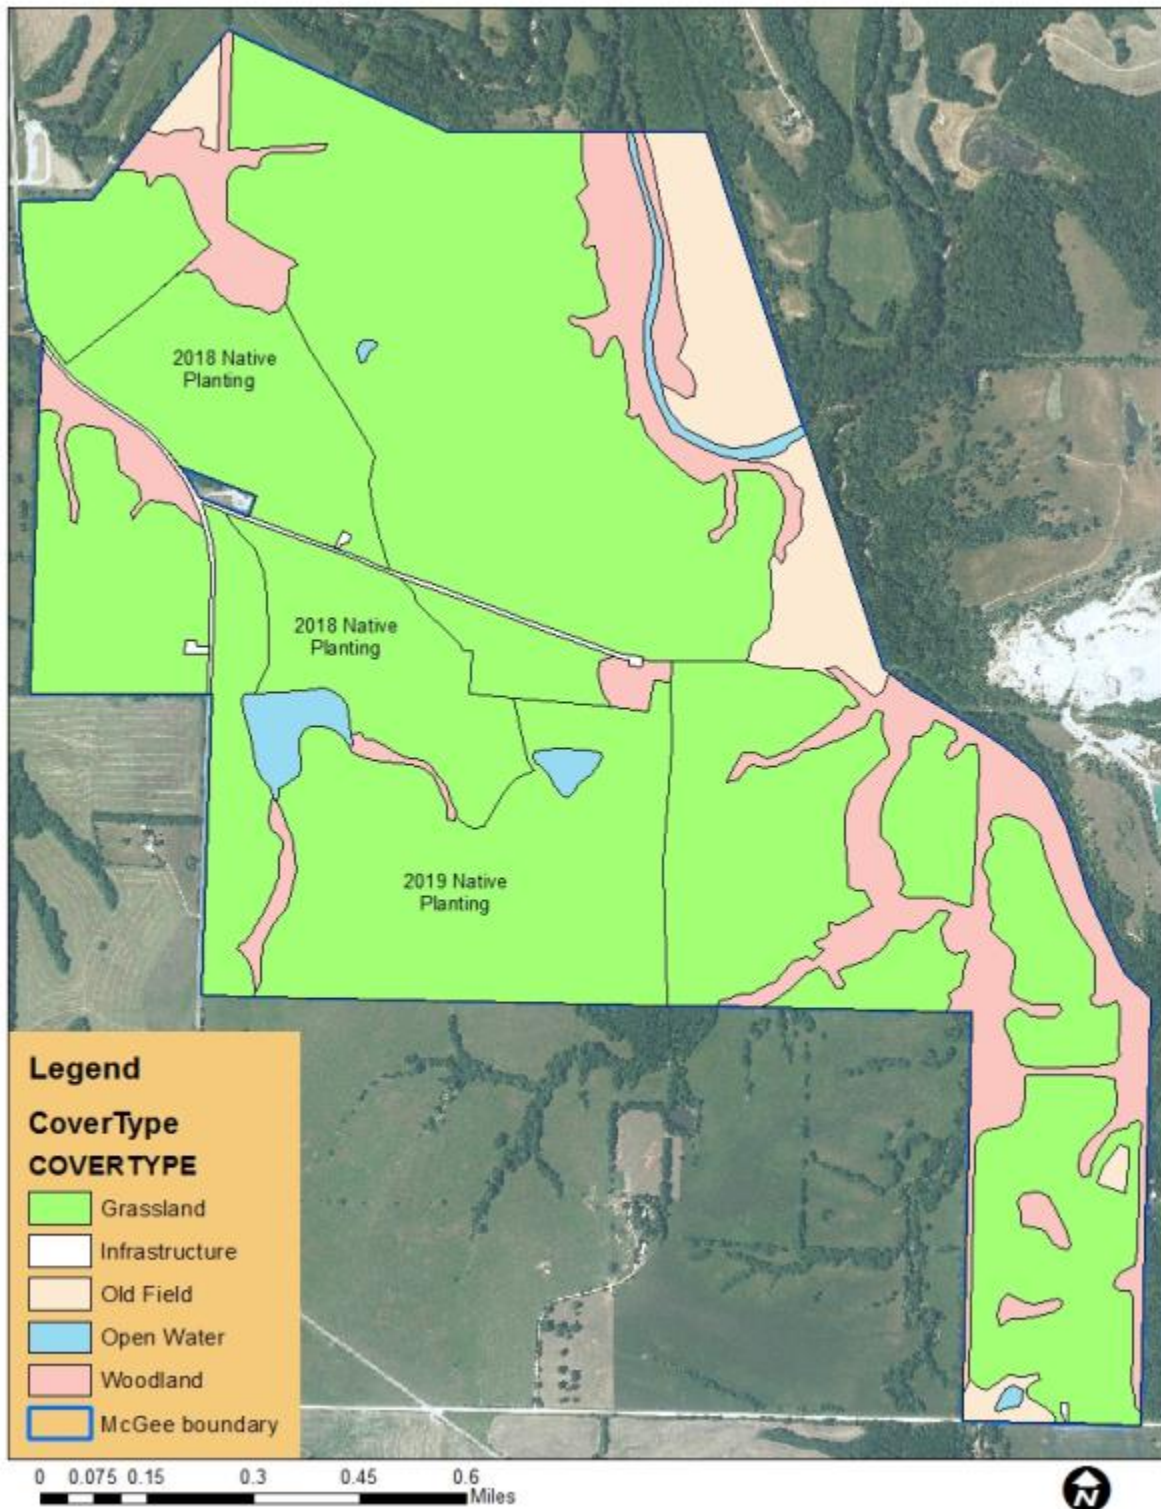 2018 Native
Planting
2018 Native
Planting
2019 Native
Planting
Legend
CoverType
COVERTYPE
Grassland
Infrastructure
Old Field
Open Water
Woodland
McGee boundary
0 0.075 0.15 0.3 0.45 0.6
Miles
N